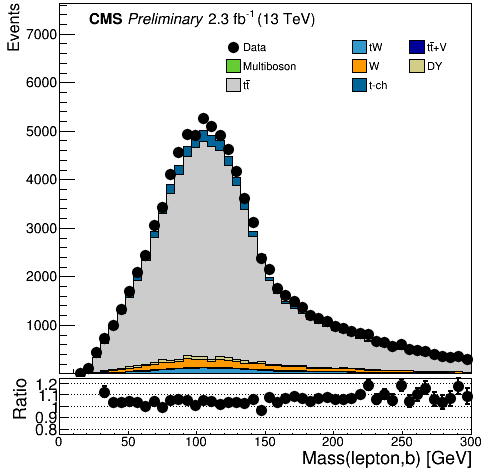 CMS Preliminary 2.3 fb⁻¹ (13 TeV)
Events
Data
Multiboson
tt̄
tW
W
t-ch
tt̄+V
DY
7000
6000
5000
4000
3000
2000
1000
Ratio
1.2
1.1
1
0.9
0.8
0 50 100 150 200 250 300
Mass(lepton,b) [GeV]